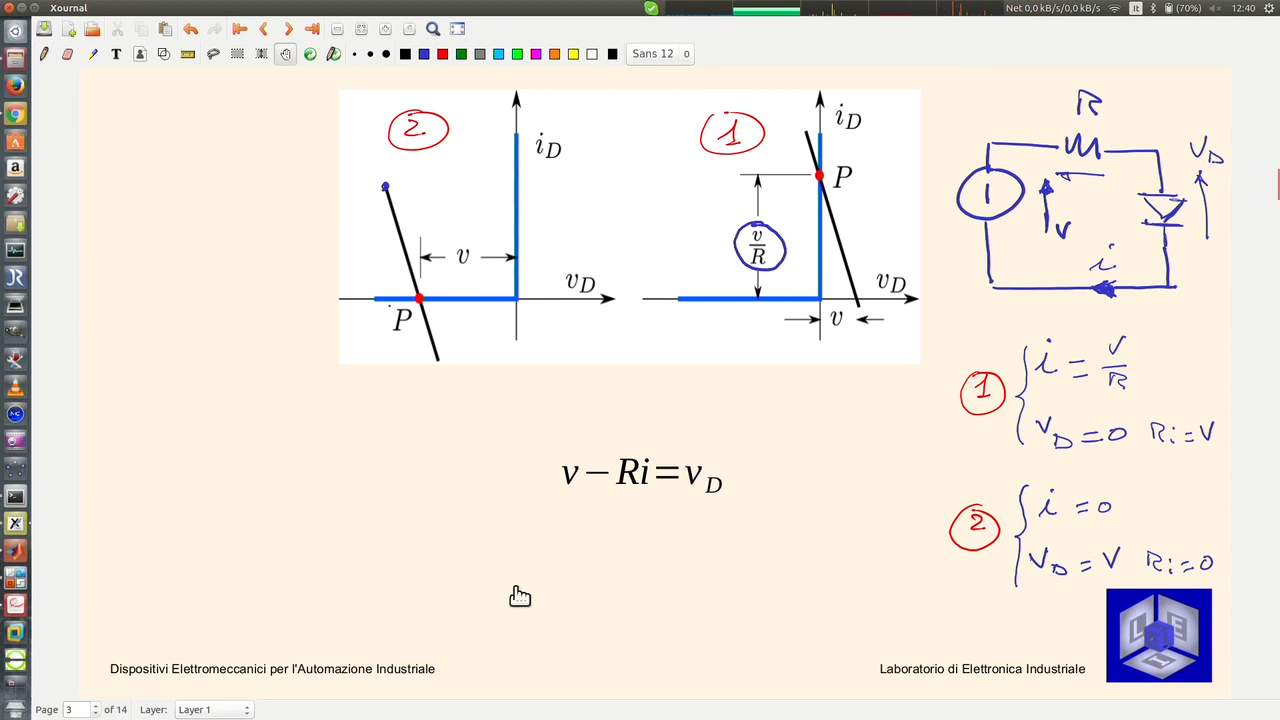 Xournal
Net 0,0 kB/s/0,0 kB/s
It
(70%)
12:40
T
Sans 12
0
2
i_D
v
v_D
P
1
i_D
P
v/R
v_D
v
R
V_D
V
i
1
i = V/R
V_D = 0 Ri = V
v − Ri = v_D
2
i = 0
V_D = V Ri = 0
Dispositivi Elettromeccanici per l'Automazione Industriale
Laboratorio di Elettronica Industriale
L E I
Page 3 of 14 Layer: Layer 1